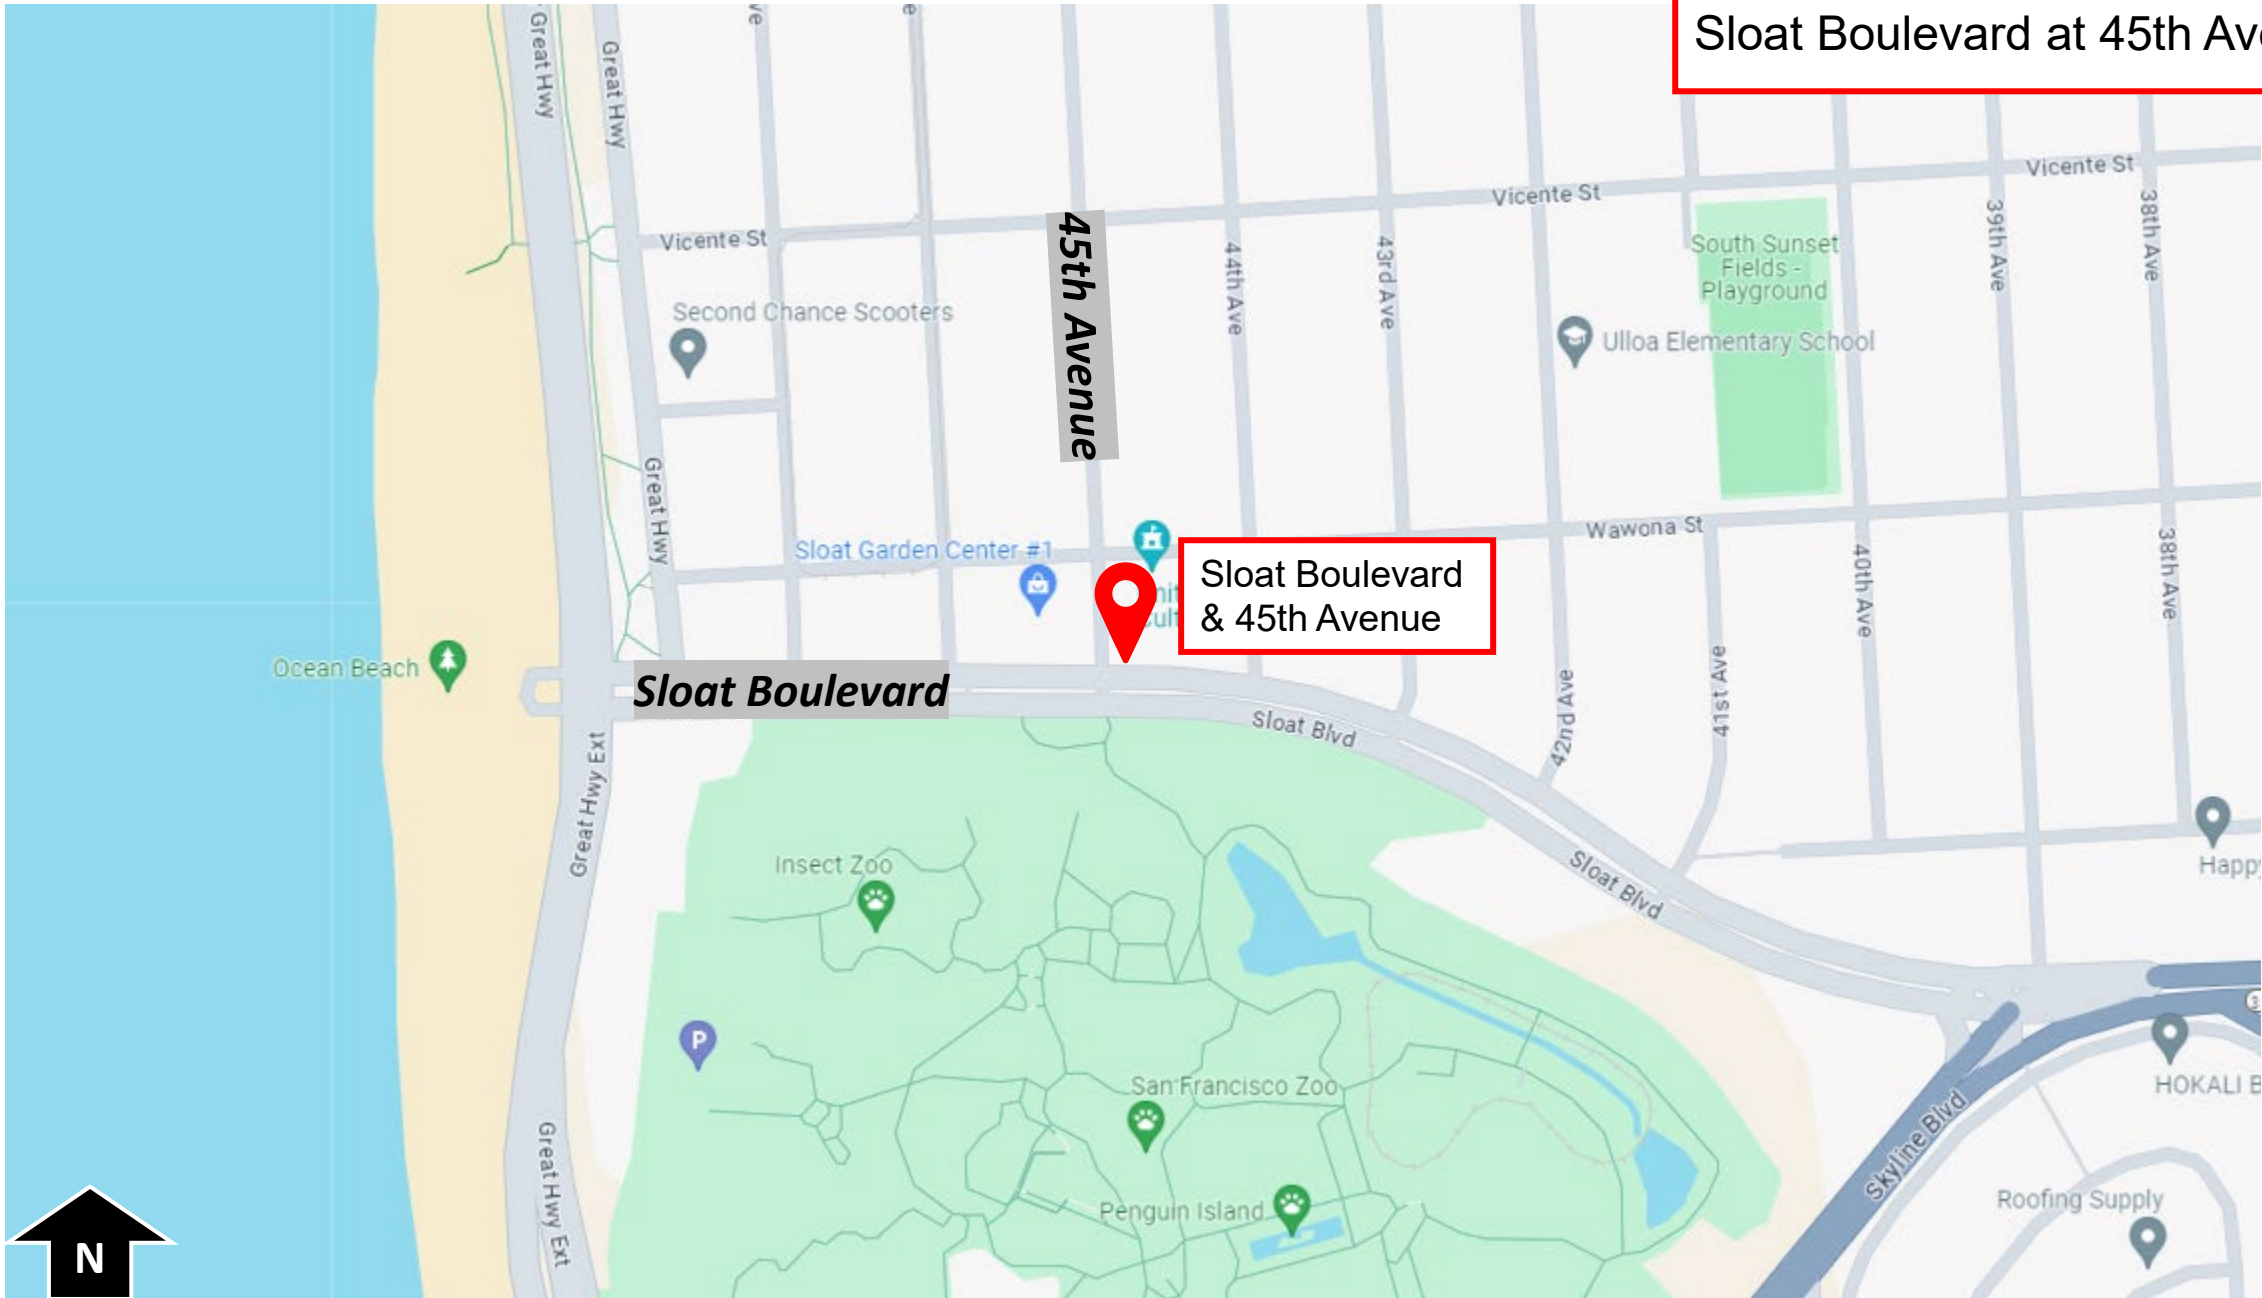 Sloat Boulevard at 45th
Great Hwy
Great Hwy
Vicente St
Vicente St
Vicente St
45th Avenue
44th Ave
43rd Ave
39th Ave
38th Ave
South Sunset
Fields -
Playground
Second Chance Scooters
Ulloa Elementary School
Great Hwy
Wawona St
Sloat Garden Center #1
Sloat Boulevard
& 45th Avenue
40th Ave
38th Ave
Ocean Beach
Sloat Boulevard
Sloat Blvd
42nd Ave
41st Ave
Great Hwy Ext
Insect Zoo
Sloat Blvd
Happy
P
San Francisco Zoo
HOKALI
Skyline Blvd
Great Hwy Ext
Penguin Island
Roofing Supply
N